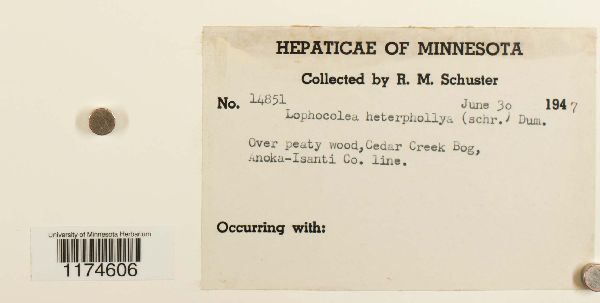 HEPATICAE OF MINNESOTA
Collected by R. M. Schuster
No. 14851 June 30 1947
Lophocolea heterphollya (schr.) Dum.
Over peaty wood, Cedar Creek Bog,
Anoka-Isanti Co. line.
Occurring with:
University of Minnesota Herbarium
1174606